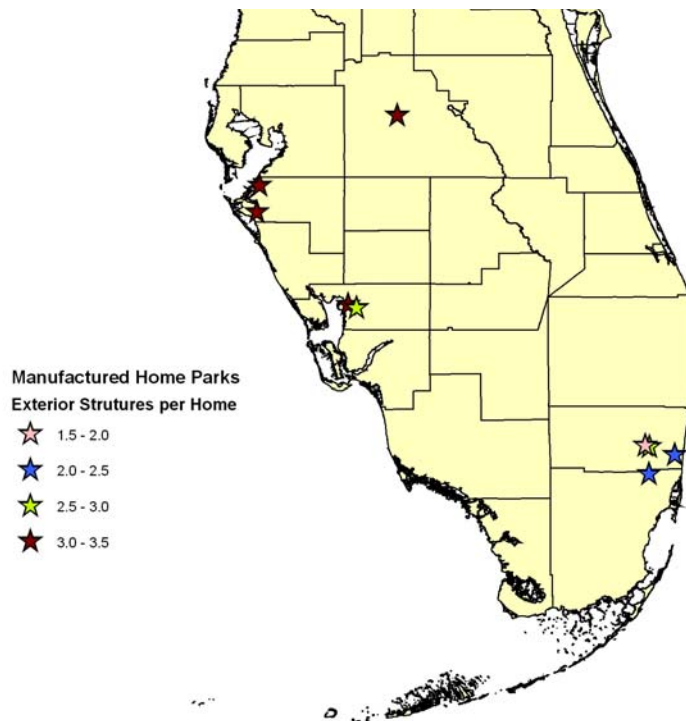 Manufactured Home Parks
Exterior Strutures per Home
1.5 - 2.0
2.0 - 2.5
2.5 - 3.0
3.0 - 3.5